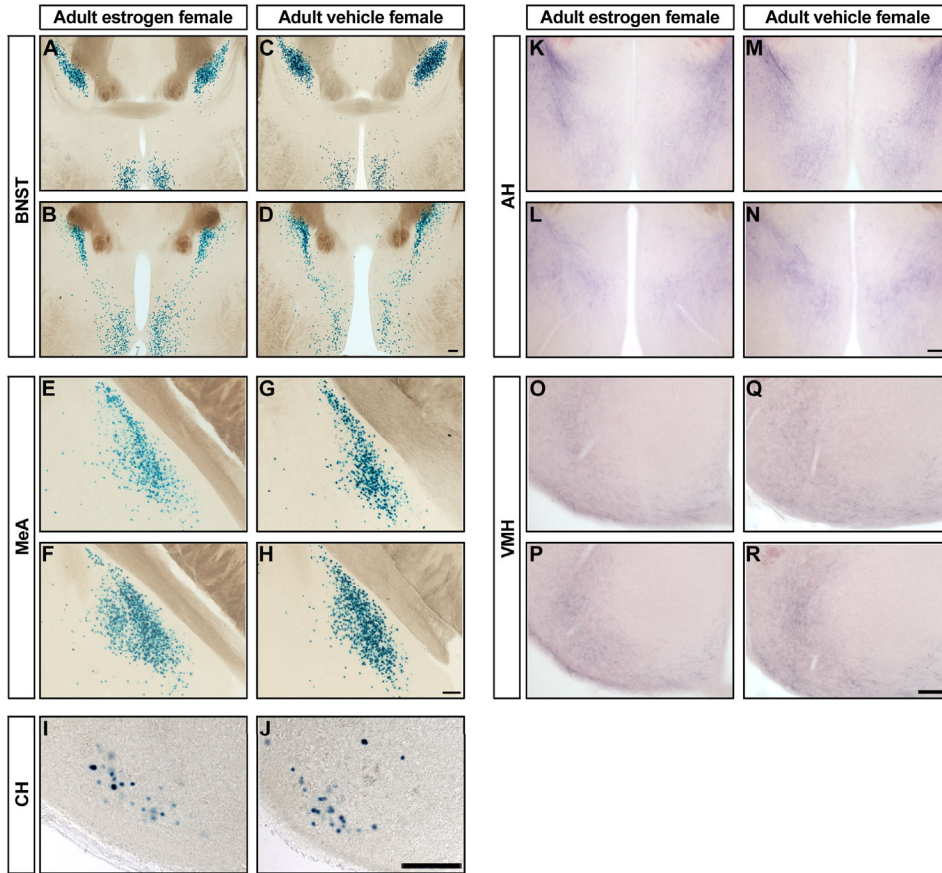 Adult estrogen female
Adult vehicle female
Adult estrogen female
Adult vehicle female
BNST
A
C
B
D
MeA
E
G
F
H
CH
I
J
AH
K
M
L
N
VMH
O
Q
P
R